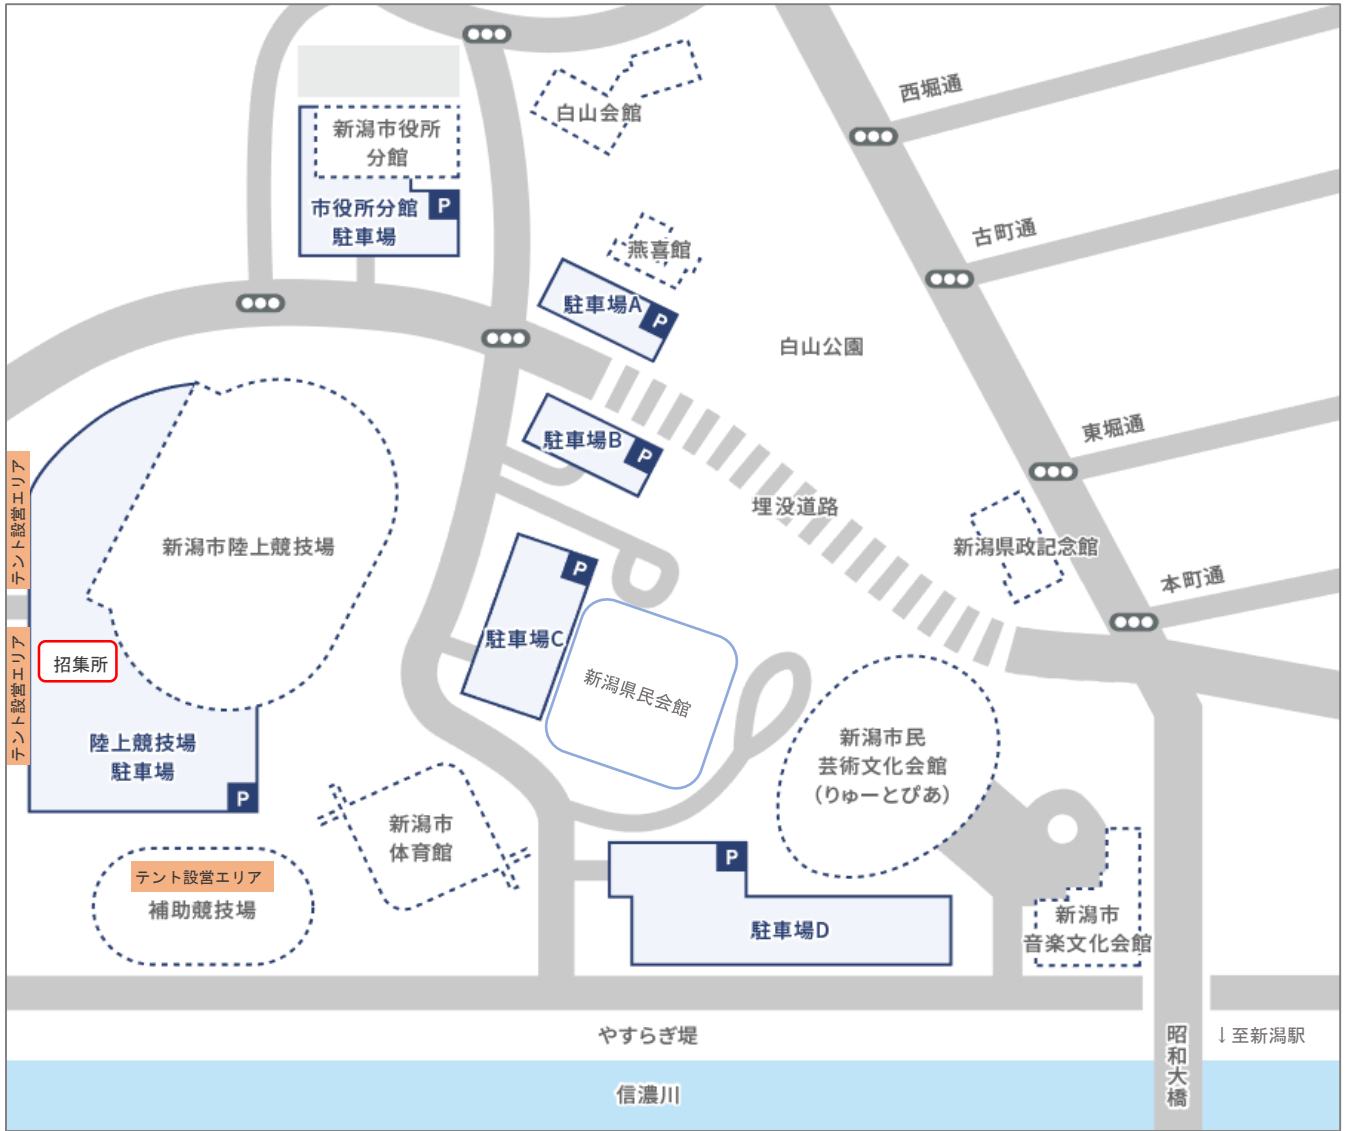 西堀通
白山会館
新潟市役所
分館
市役所分館
駐車場
P
古町通
燕喜館
駐車場A
P
白山公園
東堀通
駐車場B
P
テント設営エリア
埋没道路
新潟市陸上競技場
新潟県政記念館
P
本町通
駐車場C
テント設営エリア
招集所
新潟県民会館
陸上競技場
駐車場
P
新潟市民
芸術文化会館
（りゅーとぴあ）
新潟市
体育館
P
テント設営エリア
補助競技場
駐車場D
新潟市
音楽文化会館
やすらぎ堤
昭和大橋
↓至新潟駅
信濃川